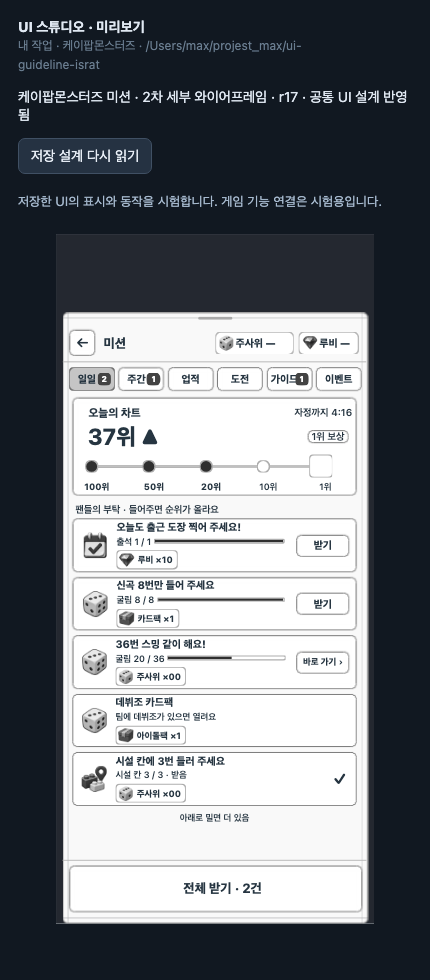 UI 스튜디오 · 미리보기
내 작업 · 케이팝몬스터즈 · /Users/max/projest_max/ui-
guideline-israt
케이팝몬스터즈 미션 · 2차 세부 와이어프레임 · r17 · 공통 UI 설계 반영
됨
저장 설계 다시 읽기
저장한 UI의 표시와 동작을 시험합니다. 게임 기능 연결은 시험용입니다.
← 미션 주사위 — 루비 —
일일 2 주간 1 업적 도전 가이드 1 이벤트
오늘의 차트 자정까지 4:16
37위 ▲ 1위 보상
100위 50위 20위 10위 1위
팬들의 부탁 · 들어주면 순위가 올라요
오늘도 출근 도장 찍어 주세요!
출석 1 / 1 받기
루비 ×10
신곡 8번만 들어 주세요
굴림 8 / 8 받기
카드팩 ×1
36번 스밍 같이 해요!
굴림 20 / 36 바로 가기 ›
주사위 ×00
데뷔조 카드팩
팀에 데뷔조가 있으면 열려요
아이돌팩 ×1
시설 칸에 3번 들러 주세요
시설 칸 3 / 3 · 받음
주사위 ×00
아래로 밀면 더 있음
전체 받기 · 2건